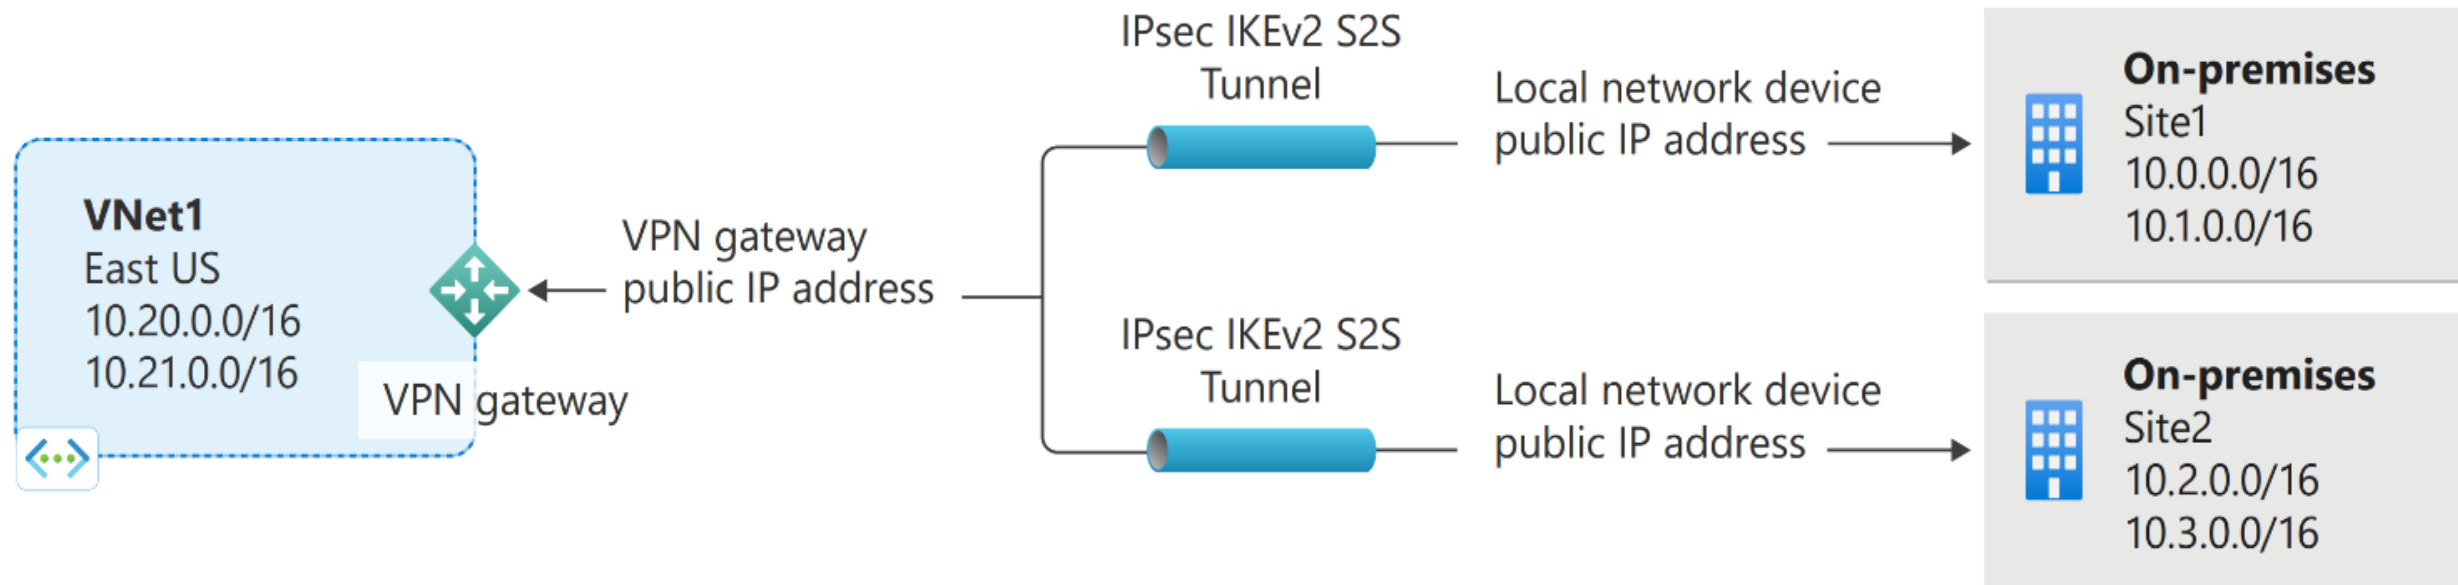 VNet1
East US
10.20.0.0/16
10.21.0.0/16
VPN gateway
VPN gateway
public IP address
IPsec IKEv2 S2S
Tunnel
Local network device
public IP address
On-premises
Site1
10.0.0.0/16
10.1.0.0/16
IPsec IKEv2 S2S
Tunnel
Local network device
public IP address
On-premises
Site2
10.2.0.0/16
10.3.0.0/16